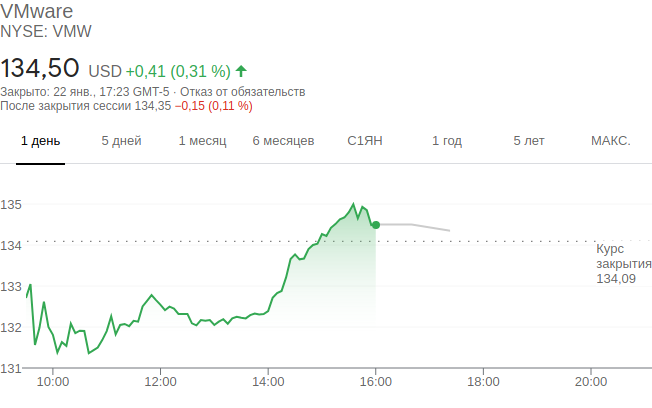 VMware
NYSE: VMW
134,50 USD +0,41 (0,31 %)
Закрыто: 22 янв., 17:23 GMT-5 · Отказ от обязательств
После закрытия сессии 134,35 −0,15 (0,11 %)
1 день 5 дней 1 месяц 6 месяцев С1ЯН 1 год 5 лет МАКС.
135
134
Курс
закрытия
134,09
133
132
131
10:00 12:00 14:00 16:00 18:00 20:00